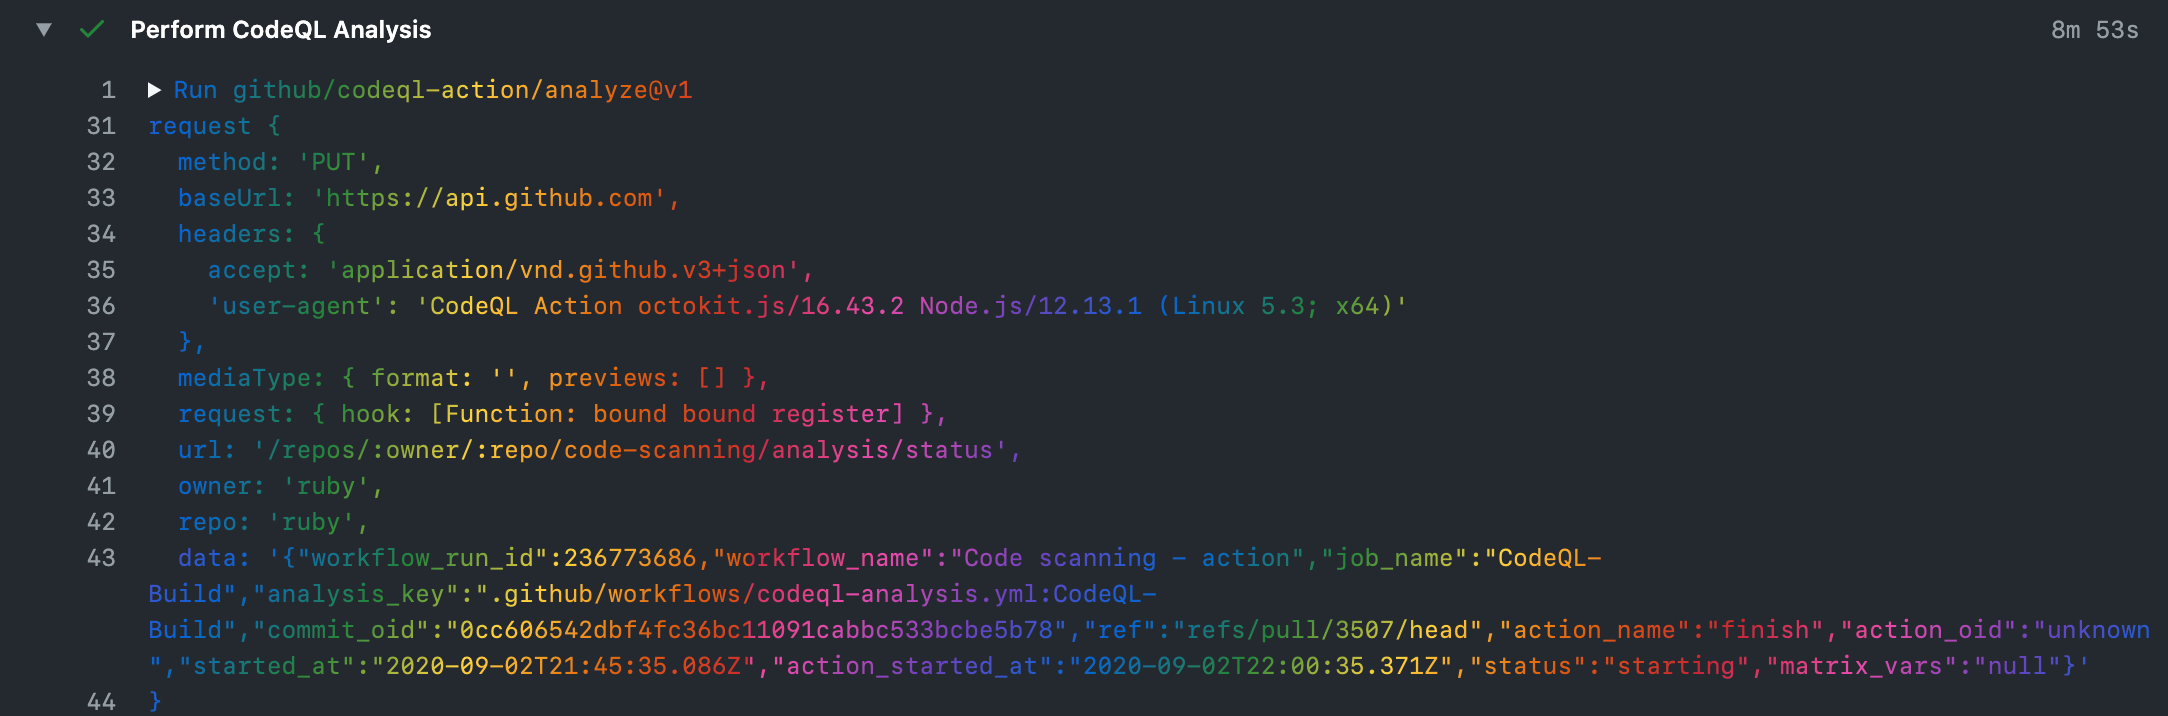 ▼ ✓ Perform CodeQL Analysis 8m 53s
1 ▶ Run github/codeql-action/analyze@v1
31 request {
32   method: 'PUT',
33   baseUrl: 'https://api.github.com',
34   headers: {
35     accept: 'application/vnd.github.v3+json',
36     'user-agent': 'CodeQL Action octokit.js/16.43.2 Node.js/12.13.1 (Linux 5.3; x64)'
37   },
38   mediaType: { format: '', previews: [] },
39   request: { hook: [Function: bound bound register] },
40   url: '/repos/:owner/:repo/code-scanning/analysis/status',
41   owner: 'ruby',
42   repo: 'ruby',
43   data: '{"workflow_run_id":236773686,"workflow_name":"Code scanning - action","job_name":"CodeQL-
Build","analysis_key":".github/workflows/codeql-analysis.yml:CodeQL-
Build","commit_oid":"0cc606542dbf4fc36bc11091cabbc533bcbe5b78","ref":"refs/pull/3507/head","action_name":"finish","action_oid":"unknown
","started_at":"2020-09-02T21:45:35.086Z","action_started_at":"2020-09-02T22:00:35.371Z","status":"starting","matrix_vars":"null"}'
44 }